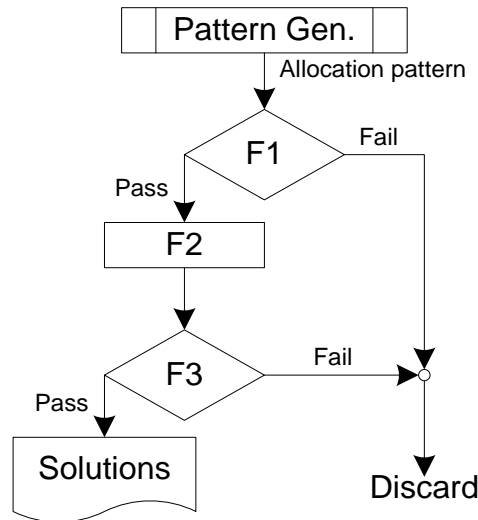 Pattern Gen.
Allocation pattern
F1
Fail
Pass
F2
F3
Fail
Pass
Solutions
Discard